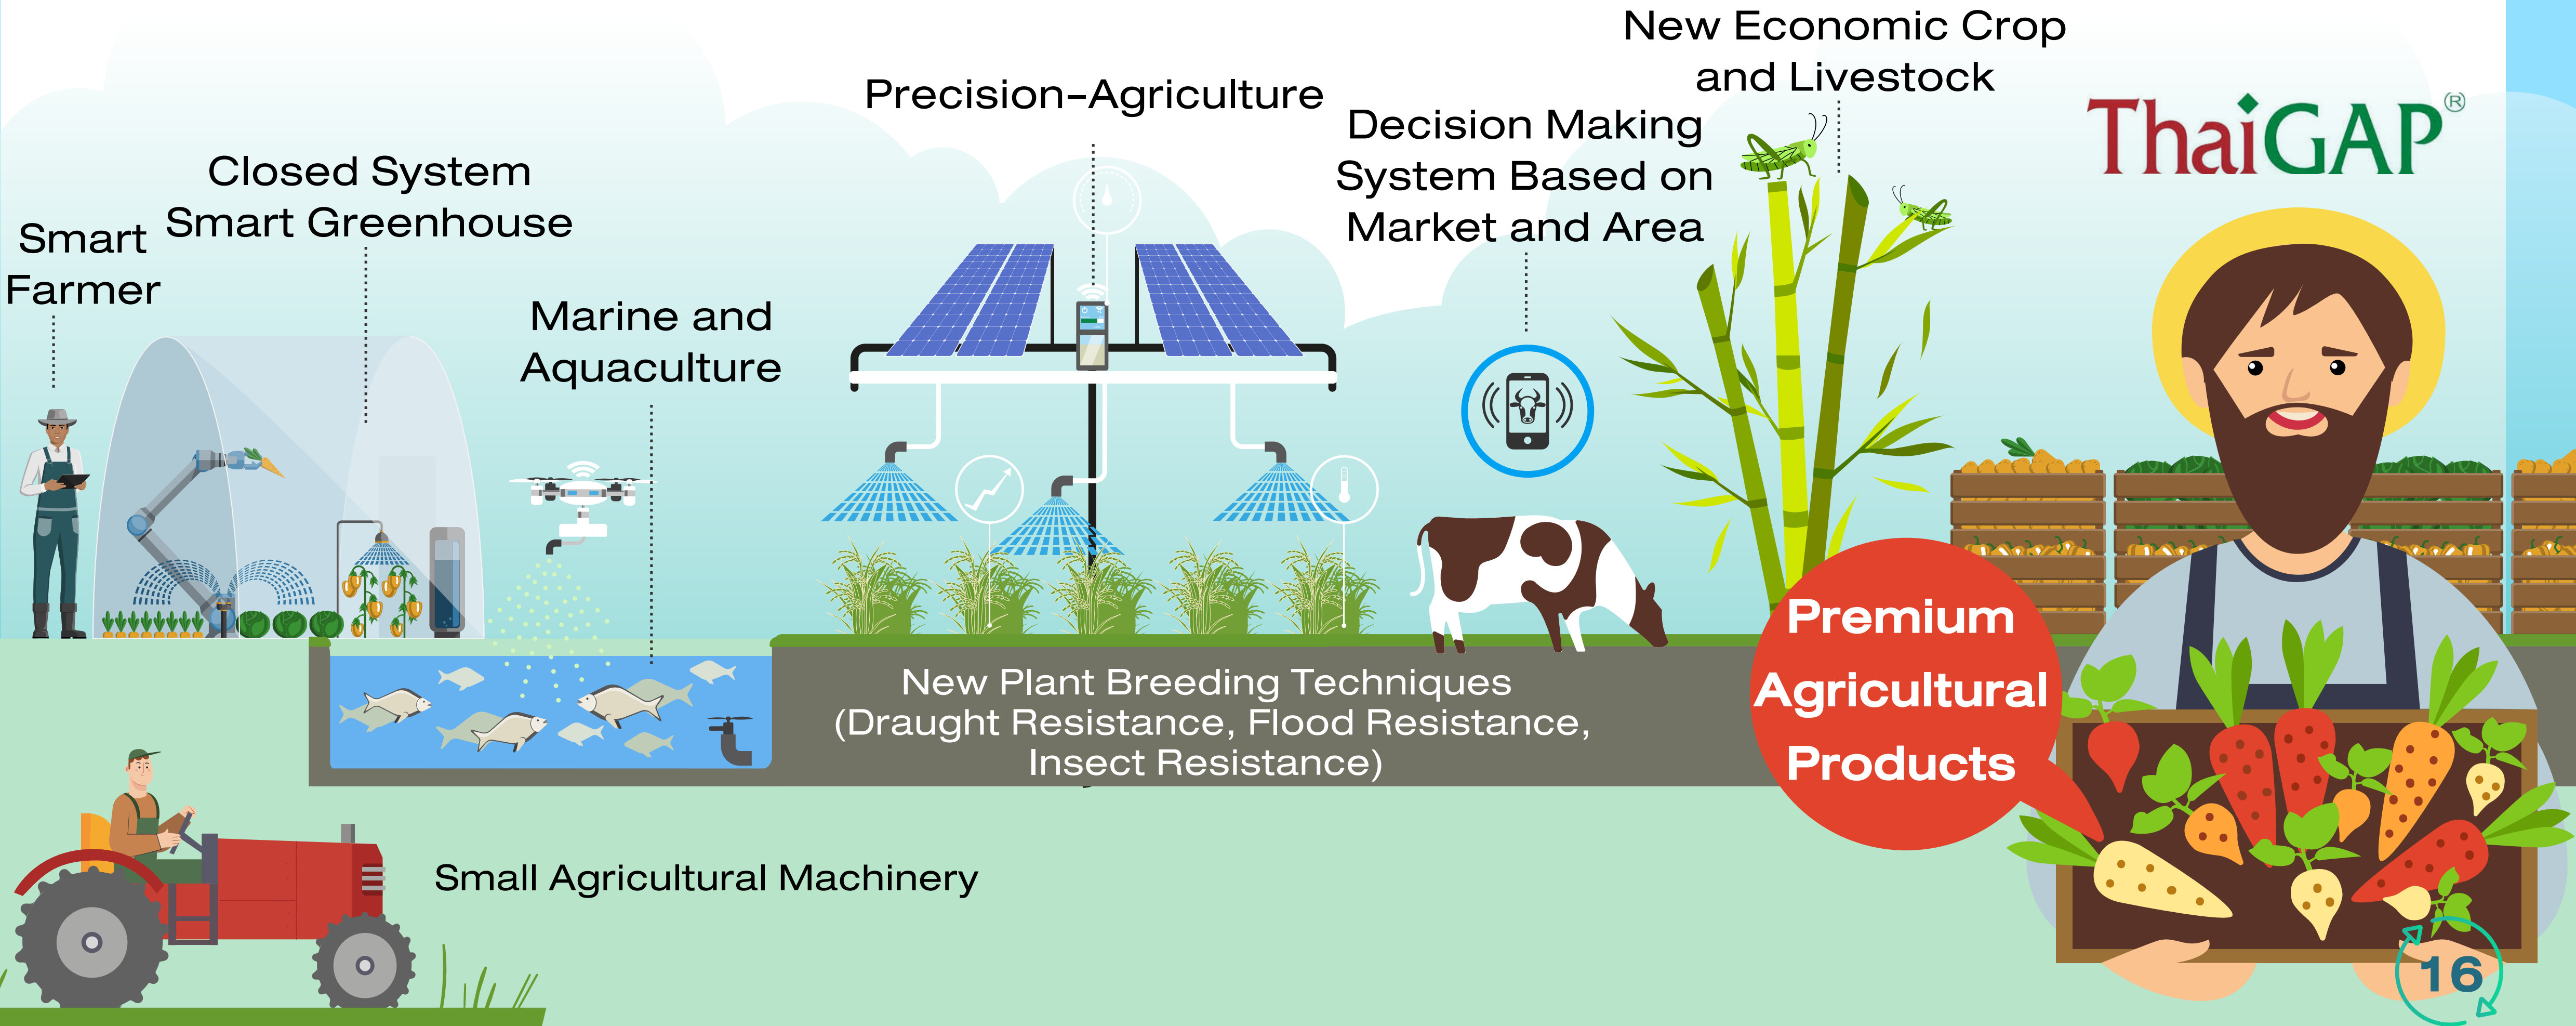 Smart
Farmer
Closed System
Smart Greenhouse
Marine and
Aquaculture
Precision-Agriculture
Decision Making
System Based on
Market and Area
New Economic Crop
and Livestock
ThaiGAP®
New Plant Breeding Techniques
(Draught Resistance, Flood Resistance,
Insect Resistance)
Premium
Agricultural
Products
Small Agricultural Machinery
16